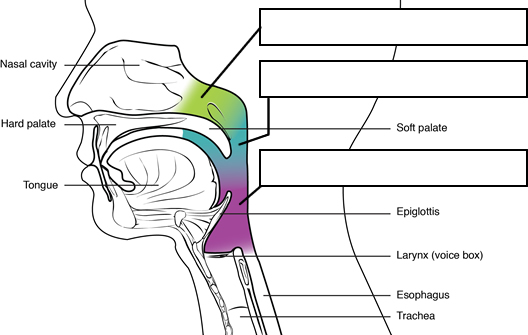 Nasal cavity
Hard palate
Soft palate
Tongue
Epiglottis
Larynx (voice box)
Esophagus
Trachea